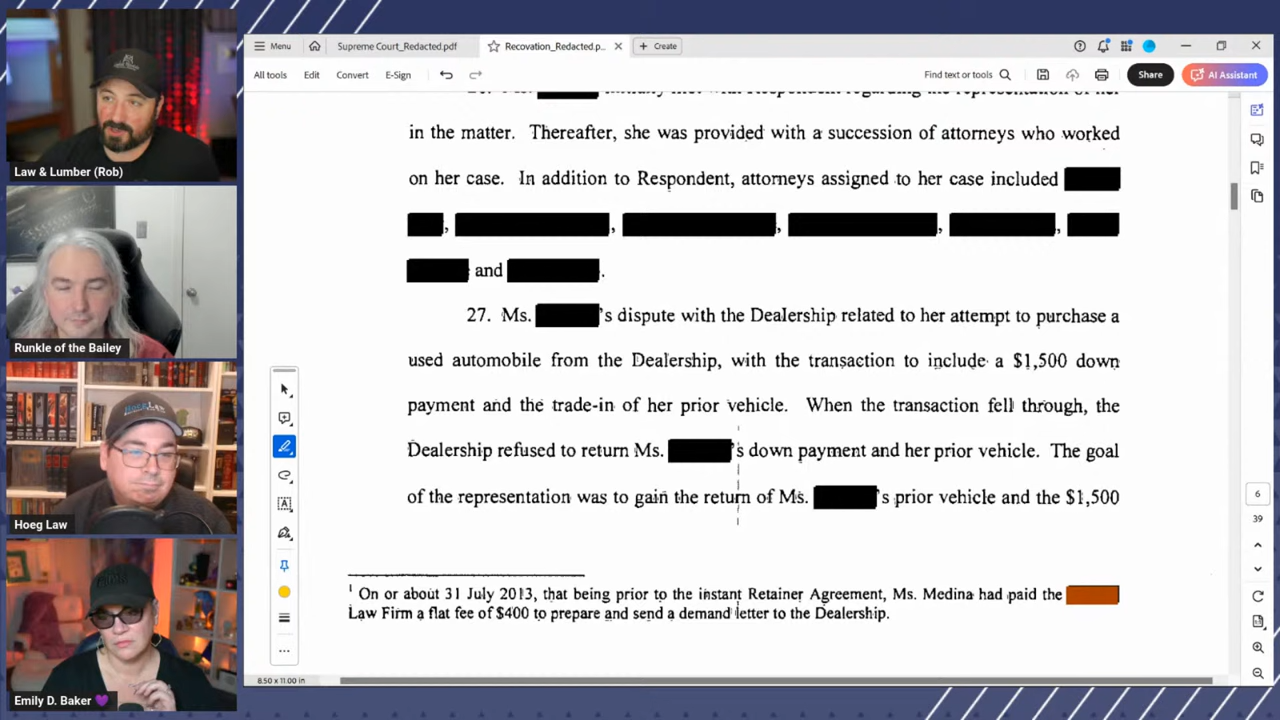 Law & Lumber (Rob)
Runkle of the Bailey
Hoeg Law
Emily D. Baker 💜
Menu
Supreme Court_Redacted.pdf
Recovation_Redacted.p...
Create
All tools
Edit
Convert
E-Sign
Find text or tools
Share
AI Assistant
in the matter. Thereafter, she was provided with a succession of attorneys who worked
on her case. In addition to Respondent, attorneys assigned to her case included
, , , , ,
and .
27. Ms. 's dispute with the Dealership related to her attempt to purchase a
used automobile from the Dealership, with the transaction to include a $1,500 down
payment and the trade-in of her prior vehicle. When the transaction fell through, the
Dealership refused to return Ms. 's down payment and her prior vehicle. The goal
of the representation was to gain the return of Ms. 's prior vehicle and the $1,500
1 On or about 31 July 2013, that being prior to the instant Retainer Agreement, Ms. Medina had paid the
Law Firm a flat fee of $400 to prepare and send a demand letter to the Dealership.
8.50 x 11.00 in
6
39